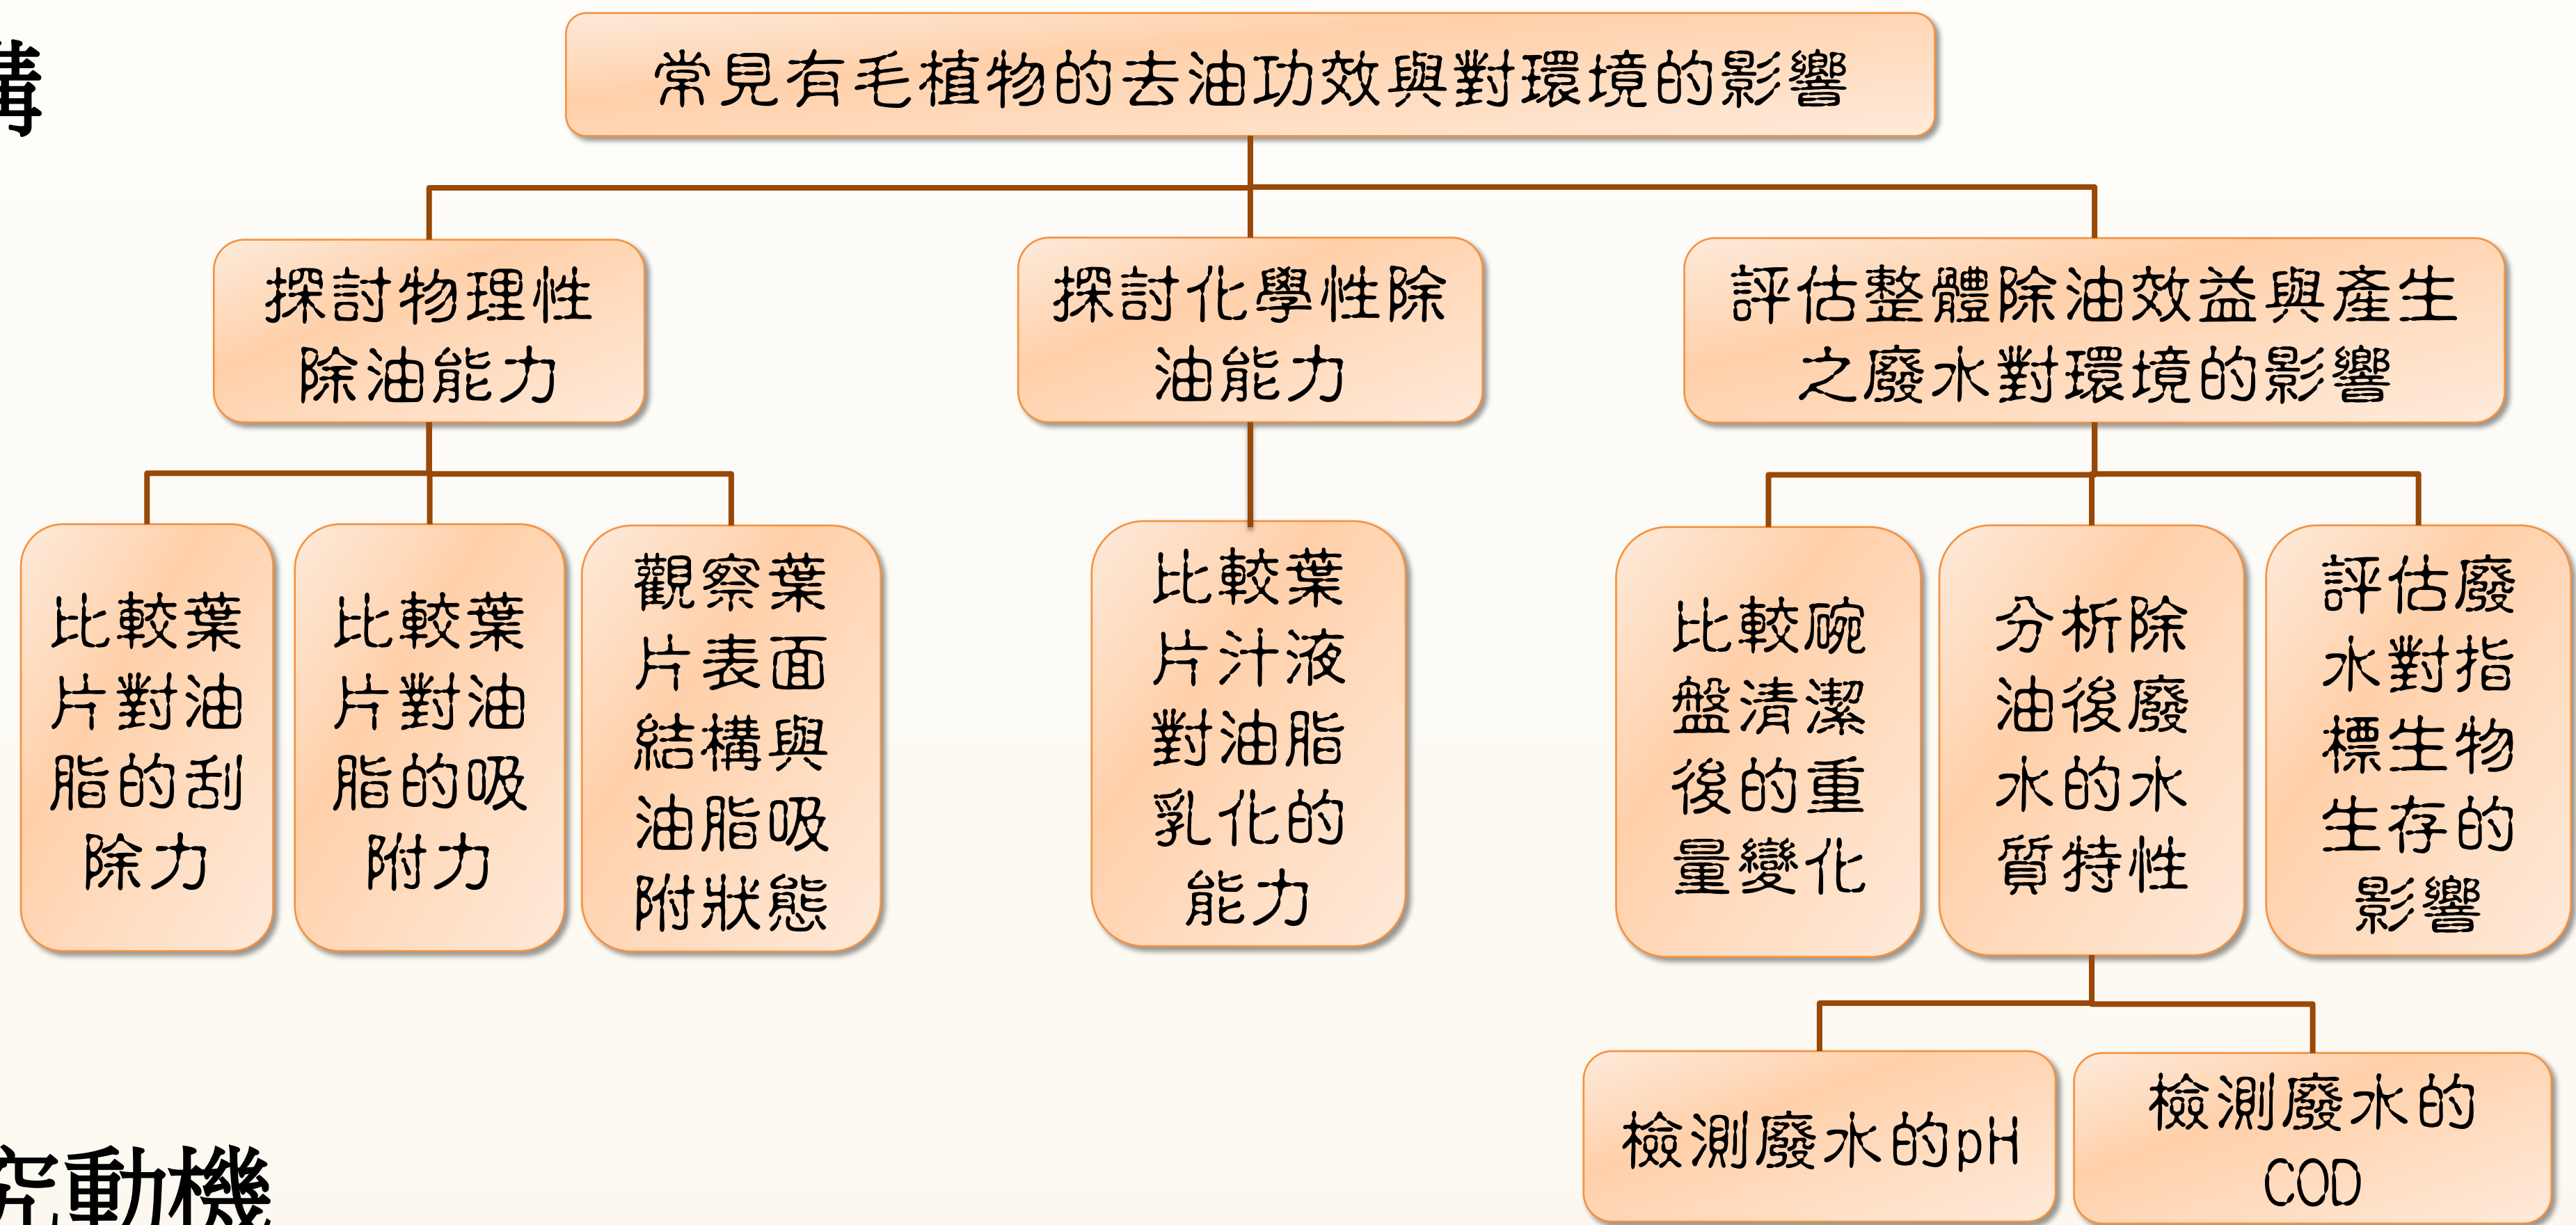 構
常見有毛植物的去油功效與對環境的影響
探討物理性
除油能力
探討化學性除
油能力
評估整體除油效益與產生
之廢水對環境的影響
比較葉
片對油
脂的刮
除力
比較葉
片對油
脂的吸
附力
觀察葉
片表面
結構與
油脂吸
附狀態
比較葉
片汁液
對油脂
乳化的
能力
比較碗
盤清潔
後的重
量變化
分析除
油後廢
水的水
質特性
評估廢
水對指
標生物
生存的
影響
檢測廢水的pH
檢測廢水的
COD
究動機